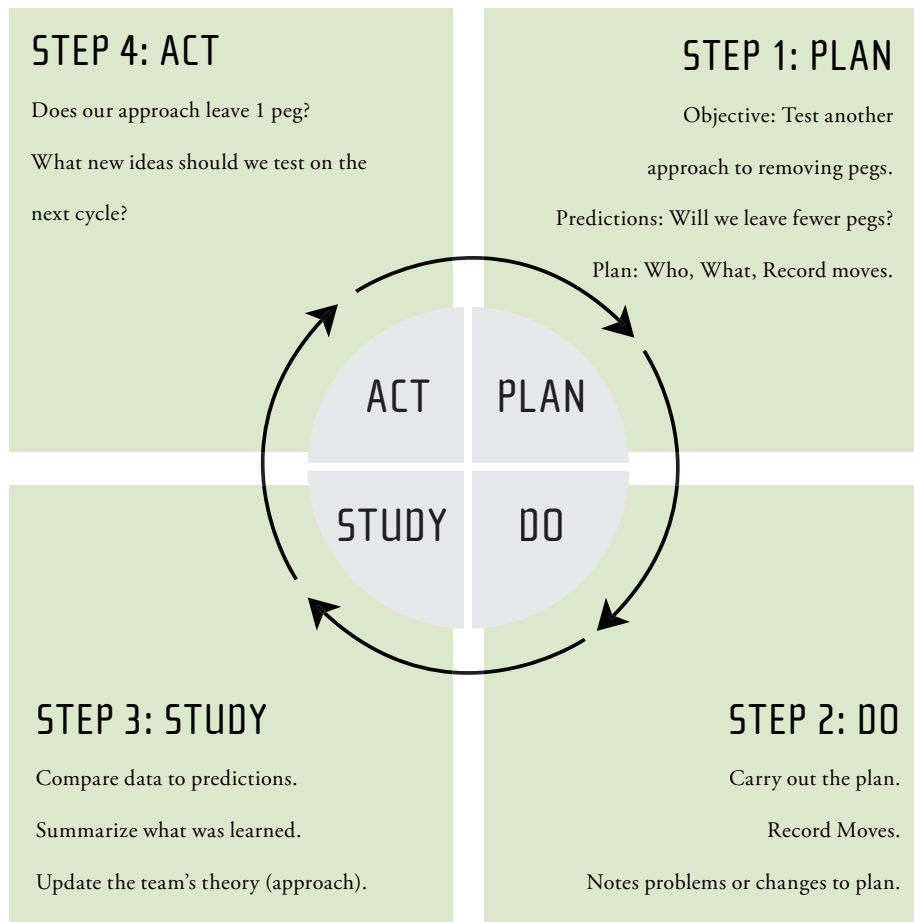 STEP 4: ACT
Does our approach leave 1 peg?
What new ideas should we test on the
next cycle?
STEP 1: PLAN
Objective: Test another
approach to removing pegs.
Predictions: Will we leave fewer pegs?
Plan: Who, What, Record moves.
ACT
PLAN
STUDY
DO
STEP 3: STUDY
Compare data to predictions.
Summarize what was learned.
Update the team's theory (approach).
STEP 2: DO
Carry out the plan.
Record Moves.
Notes problems or changes to plan.